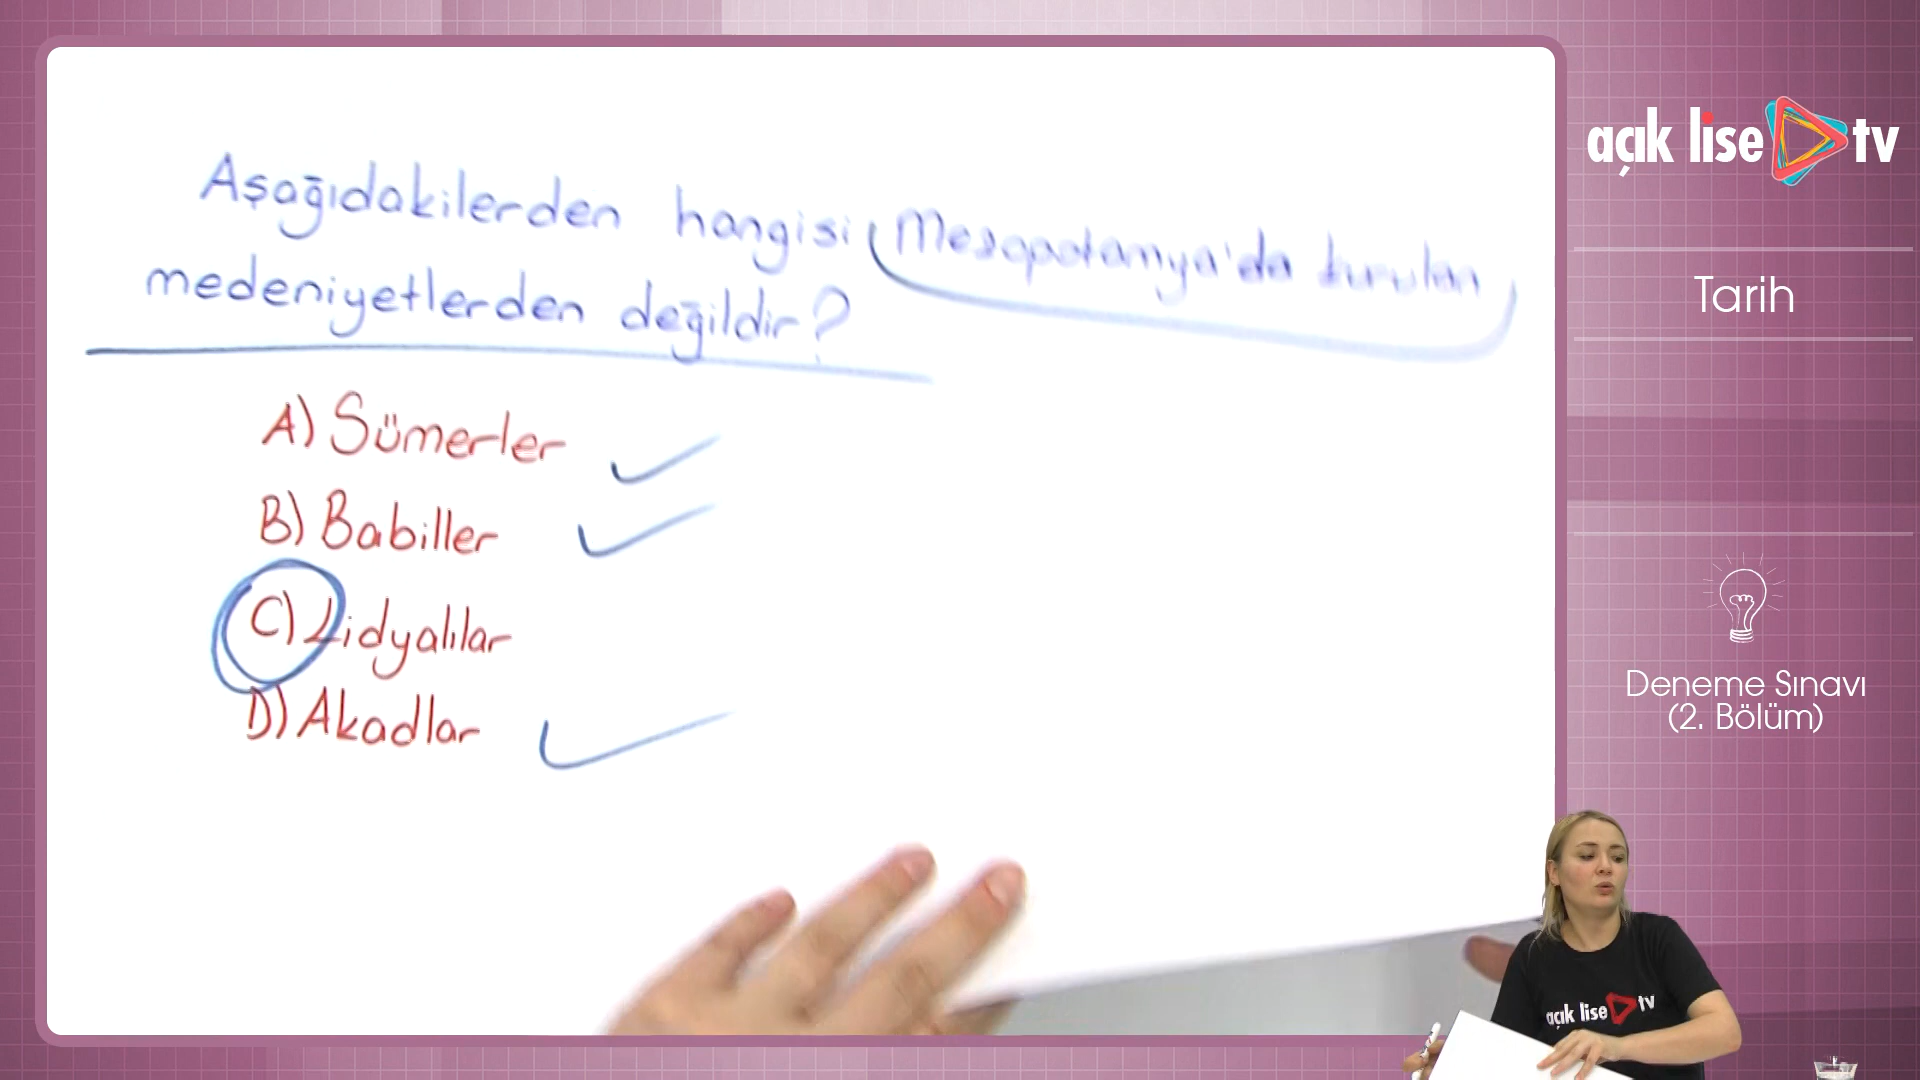 Aşağıdakilerden hangisi Mezopotamya'da kurulan
medeniyetlerden değildir?
A) Sümerler
B) Babiller
C) Lidyalılar
D) Akadlar
açık lise tv
Tarih
Deneme Sınavı
(2. Bölüm)
açık lise tv